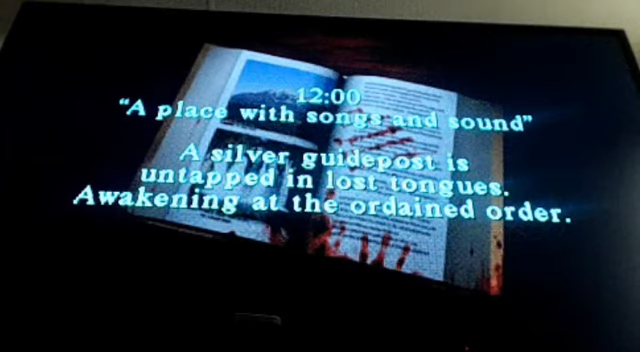 12:00
"A place with songs and sound"
A silver guidepost is
untapped in lost tongues.
Awakening at the ordained order.